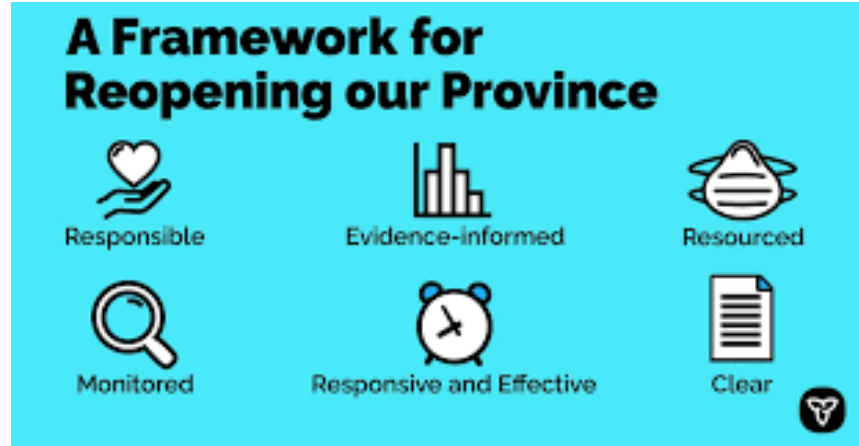 A Framework for
Reopening our Province
Responsible
Evidence-informed
Resourced
Monitored
Responsive and Effective
Clear